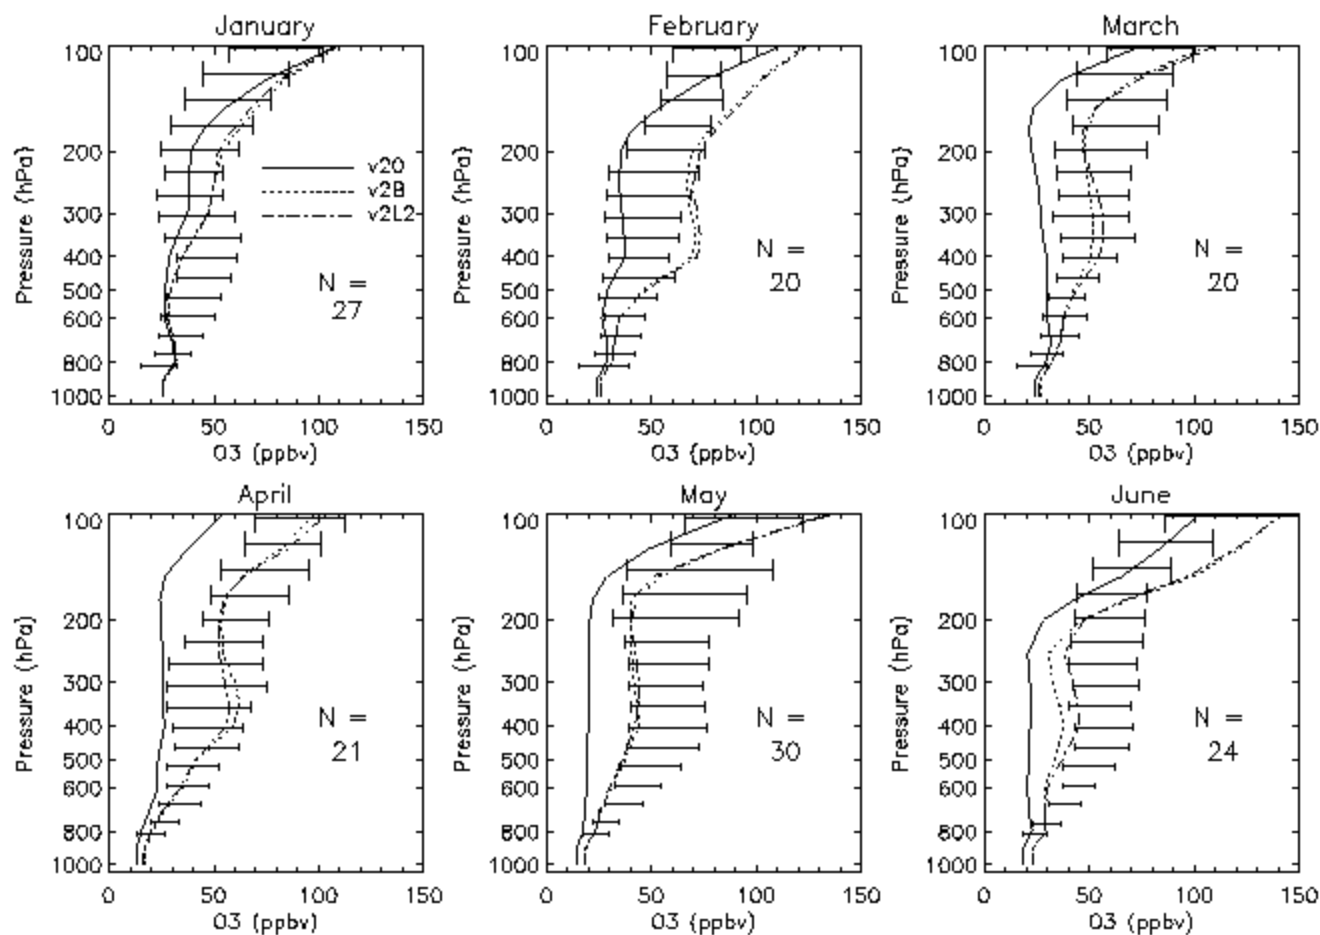 January
Pressure (hPa)
100
200
300
400
500
600
800
1000
v20
v2B
v2L2
N =
27
0 50 100 150
O3 (ppbv)
February
Pressure (hPa)
100
200
300
400
500
600
800
1000
N =
20
0 50 100 150
O3 (ppbv)
March
Pressure (hPa)
100
200
300
400
500
600
800
1000
N =
20
0 50 100 150
O3 (ppbv)
April
Pressure (hPa)
100
200
300
400
500
600
800
1000
N =
21
0 50 100 150
O3 (ppbv)
May
Pressure (hPa)
100
200
300
400
500
600
800
1000
N =
30
0 50 100 150
O3 (ppbv)
June
Pressure (hPa)
100
200
300
400
500
600
800
1000
N =
24
0 50 100 150
O3 (ppbv)